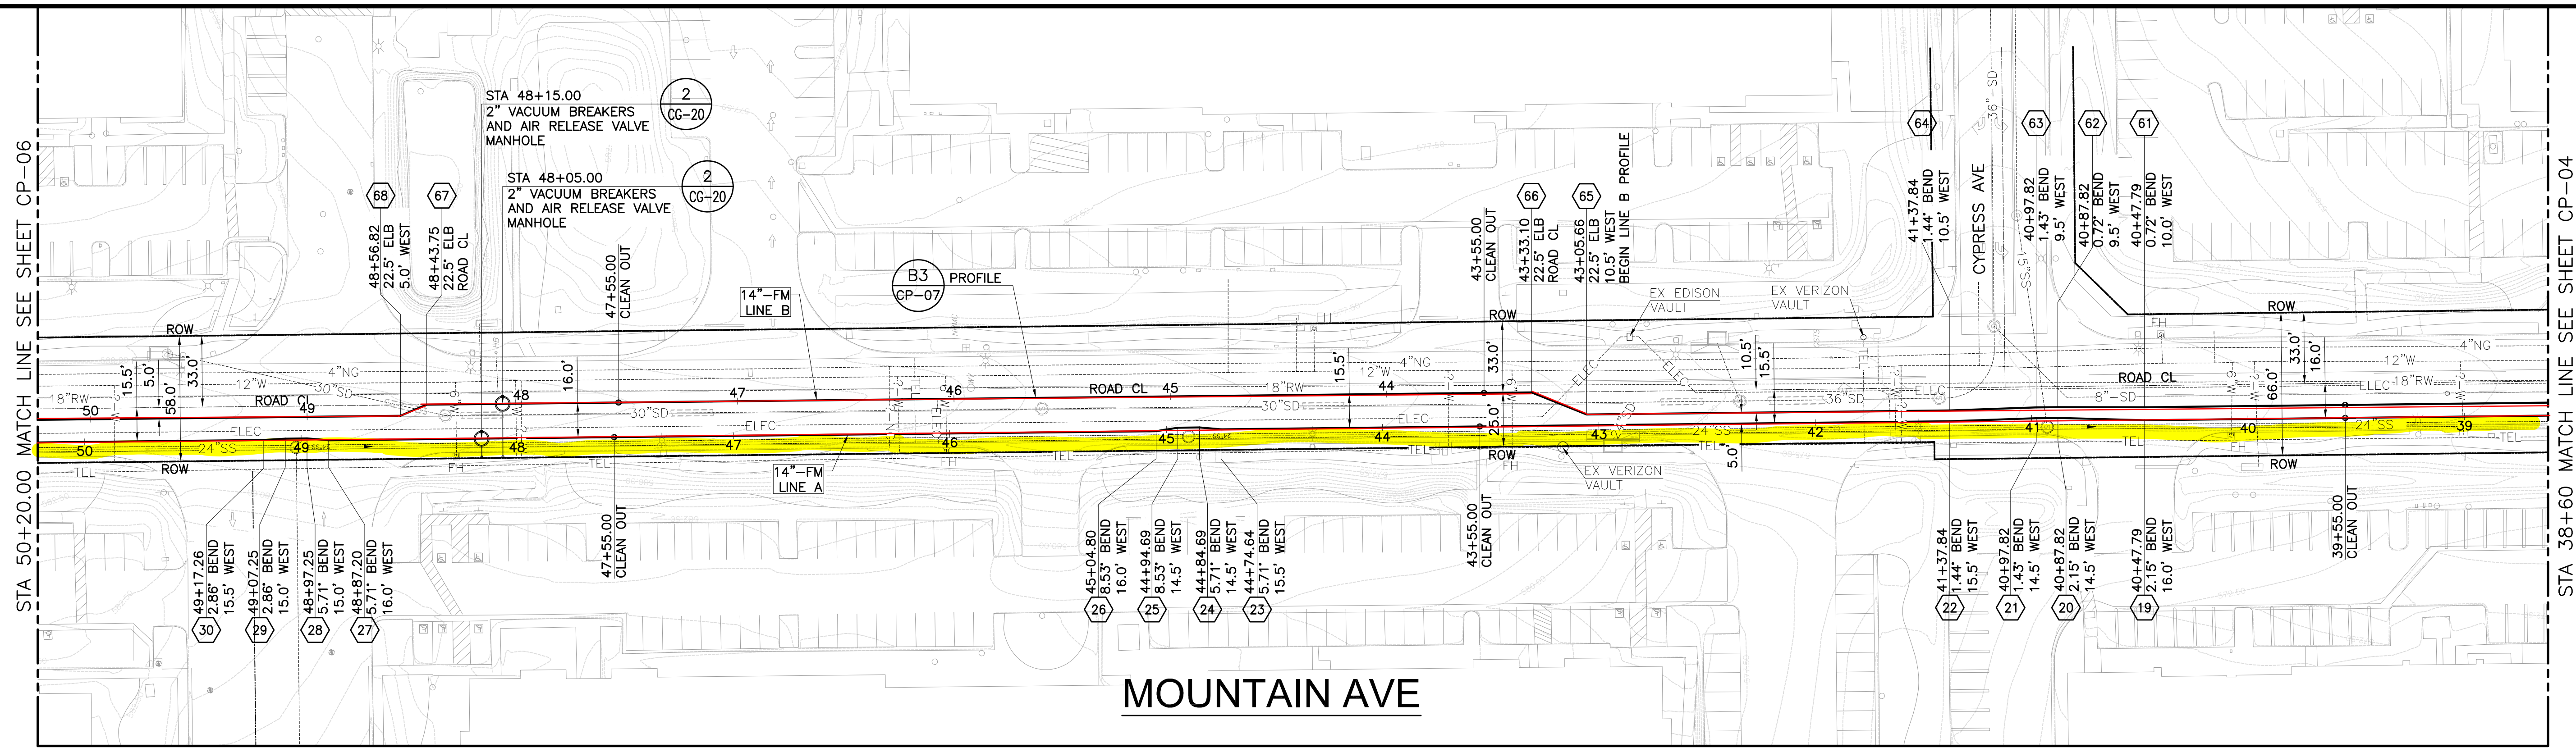 STA 50+20.00 MATCH LINE SEE SHEET CP-06
STA 48+15.00
2" VACUUM BREAKERS
AND AIR RELEASE VALVE
MANHOLE
2
CG-20
STA 48+05.00
2" VACUUM BREAKERS
AND AIR RELEASE VALVE
MANHOLE
2
CG-20
68
48+56.82
22.5° ELB
5.0' WEST
67
48+43.75
22.5° ELB
ROAD CL
47+55.00
CLEAN OUT
14"-FM
LINE B
B3
CP-07
PROFILE
43+55.00
CLEAN OUT
66
43+33.10
22.5° ELB
ROAD CL
65
43+05.66
22.5° ELB
10.5' WEST
BEGIN LINE B PROFILE
EX EDISON
VAULT
EX VERIZON
VAULT
64
41+37.84
1.44° BEND
10.5' WEST
CYPRESS AVE
36"-SD
15"SS
63
40+97.82
1.43° BEND
9.5' WEST
62
40+87.82
0.72° BEND
9.5' WEST
61
40+47.79
0.72° BEND
10.0' WEST
ROW
ROW
ROW
FH
FH
15.5'
5.0'
58.0'
33.0'
4"NG
12"W
30"SD
18"RW
ROAD CL
50
49
48
47
46
45
44
16.0'
30"SD
6"W
2"W
TEL
ELEC
18"RW
30"SD
15.5'
33.0'
25.0'
12"W
4"NG
ELEC
ELEC
10.5'
15.5'
36"SD
TEL
ELEC
8"-SD
ROAD CL
66.0'
33.0'
16.0'
4"NG
12"W
18"RW
ELEC
ELEC
ELEC
ELEC
50
24"SS
49
48
47
46
45
44
43
24"SD
24"SS
42
41
40
24"SS
39
5.0'
TEL
ROW
TEL
FH
FH
TEL
TEL
ROW
FH
TEL
TEL
FH
TEL
ROW
14"-FM
LINE A
EX VERIZON
VAULT
49+17.26
2.86° BEND
15.5' WEST
30
49+07.25
2.86° BEND
15.0' WEST
29
48+97.25
5.71° BEND
15.0' WEST
28
48+87.20
5.71° BEND
16.0' WEST
27
47+55.00
CLEAN OUT
45+04.80
8.53° BEND
16.0' WEST
26
44+94.69
8.53° BEND
14.5' WEST
25
44+84.69
5.71° BEND
14.5' WEST
24
44+74.64
5.71° BEND
15.5' WEST
23
43+55.00
CLEAN OUT
41+37.84
1.44° BEND
15.5' WEST
22
40+97.82
1.43° BEND
14.5' WEST
21
40+87.82
2.15° BEND
14.5' WEST
20
40+47.79
2.15° BEND
16.0' WEST
19
39+55.00
CLEAN OUT
MOUNTAIN AVE
STA 38+60 MATCH LINE SEE SHEET CP-04